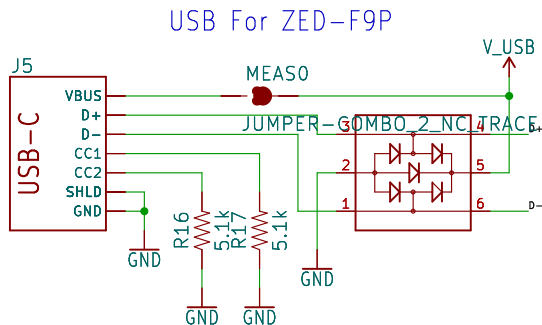 USB For ZED-F9P
J5
MEAS0
V_USB
USB-C
VBUS
D+
D-
CC1
CC2
SHLD
GND
JUMPER-COMBO_2_NC_TRACE
3
4
D+
2
5
1
6
D-
R16
5.1k
R17
5.1k
GND
GND
GND
GND